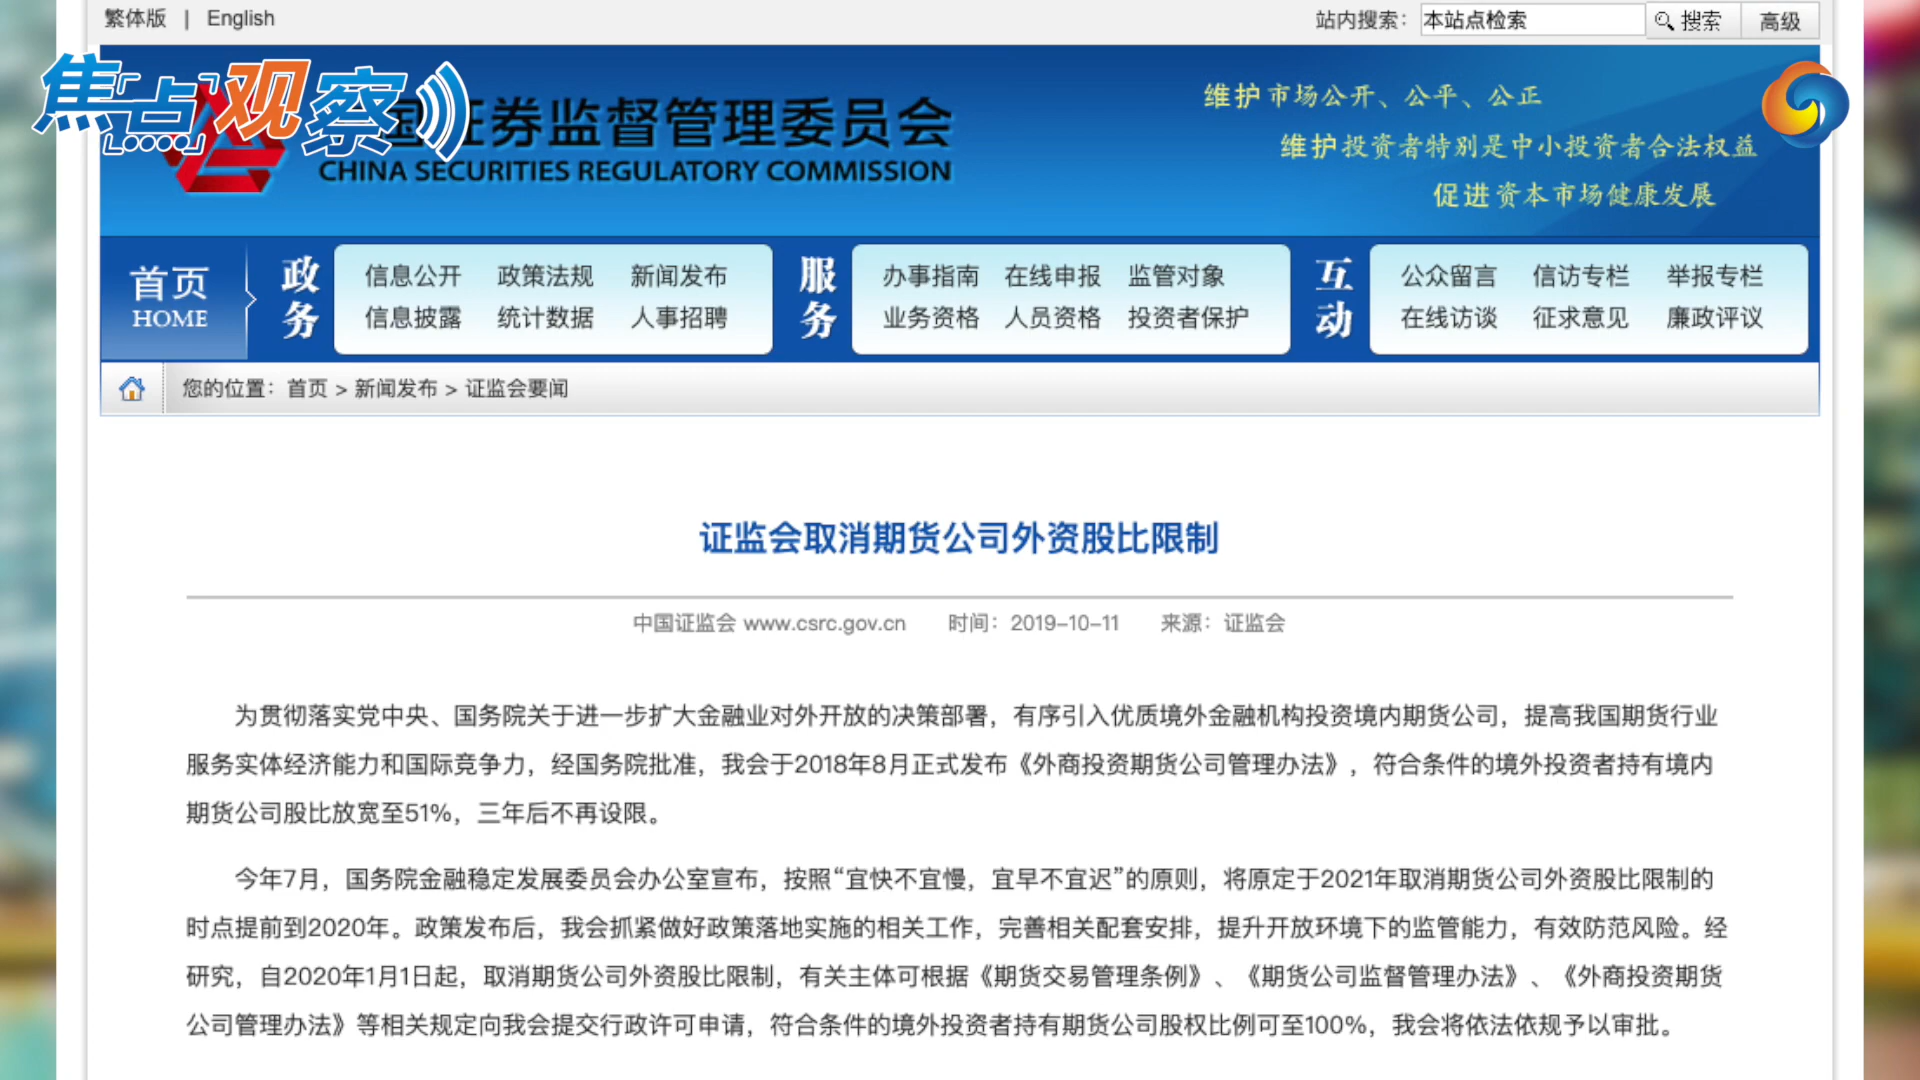 繁体版 | English
站内搜索： 本站点检索 搜索 高级
焦点观察
国证券监督管理委员会
CHINA SECURITIES REGULATORY COMMISSION
维护市场公开、公平、公正
维护投资者特别是中小投资者合法权益
促进资本市场健康发展
首页
HOME
政务
信息公开 政策法规 新闻发布
信息披露 统计数据 人事招聘
服务
办事指南 在线申报 监管对象
业务资格 人员资格 投资者保护
互动
公众留言 信访专栏 举报专栏
在线访谈 征求意见 廉政评议
您的位置：首页 > 新闻发布 > 证监会要闻
证监会取消期货公司外资股比限制
中国证监会 www.csrc.gov.cn 时间：2019-10-11 来源：证监会
为贯彻落实党中央、国务院关于进一步扩大金融业对外开放的决策部署，有序引入优质境外金融机构投资境内期货公司，提高我国期货行业
服务实体经济能力和国际竞争力，经国务院批准，我会于2018年8月正式发布《外商投资期货公司管理办法》，符合条件的境外投资者持有境内
期货公司股比放宽至51%，三年后不再设限。
今年7月，国务院金融稳定发展委员会办公室宣布，按照“宜快不宜慢，宜早不宜迟”的原则，将原定于2021年取消期货公司外资股比限制的
时点提前到2020年。政策发布后，我会抓紧做好政策落地实施的相关工作，完善相关配套安排，提升开放环境下的监管能力，有效防范风险。经
研究，自2020年1月1日起，取消期货公司外资股比限制，有关主体可根据《期货交易管理条例》、《期货公司监督管理办法》、《外商投资期货
公司管理办法》等相关规定向我会提交行政许可申请，符合条件的境外投资者持有期货公司股权比例可至100%，我会将依法依规予以审批。